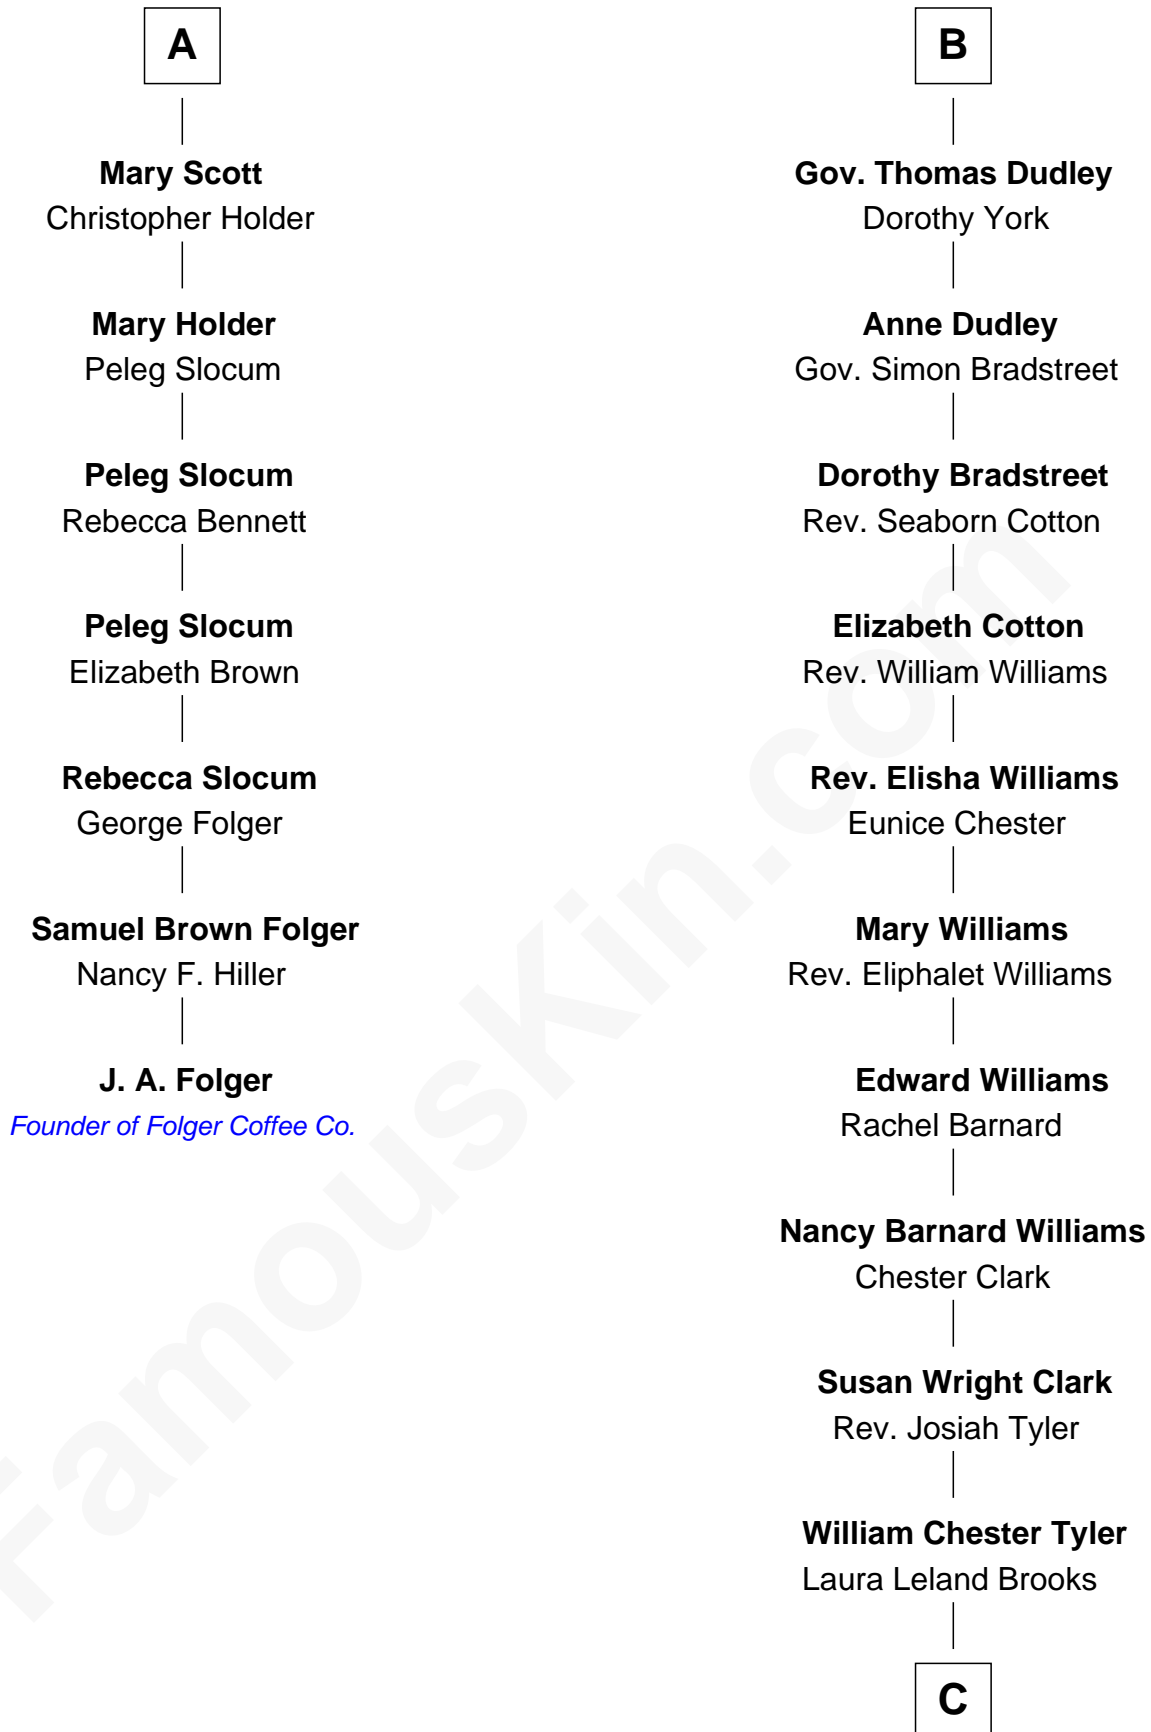 A
Mary Scott
Christopher Holder
Mary Holder
Peleg Slocum
Peleg Slocum
Rebecca Bennett
Peleg Slocum
Elizabeth Brown
Rebecca Slocum
George Folger
Samuel Brown Folger
Nancy F. Hiller
J. A. Folger
Founder of Folger Coffee Co.
B
Gov. Thomas Dudley
Dorothy York
Anne Dudley
Gov. Simon Bradstreet
Dorothy Bradstreet
Rev. Seaborn Cotton
Elizabeth Cotton
Rev. William Williams
Rev. Elisha Williams
Eunice Chester
Mary Williams
Rev. Eliphalet Williams
Edward Williams
Rachel Barnard
Nancy Barnard Williams
Chester Clark
Susan Wright Clark
Rev. Josiah Tyler
William Chester Tyler
Laura Leland Brooks
C
FamousKin.com